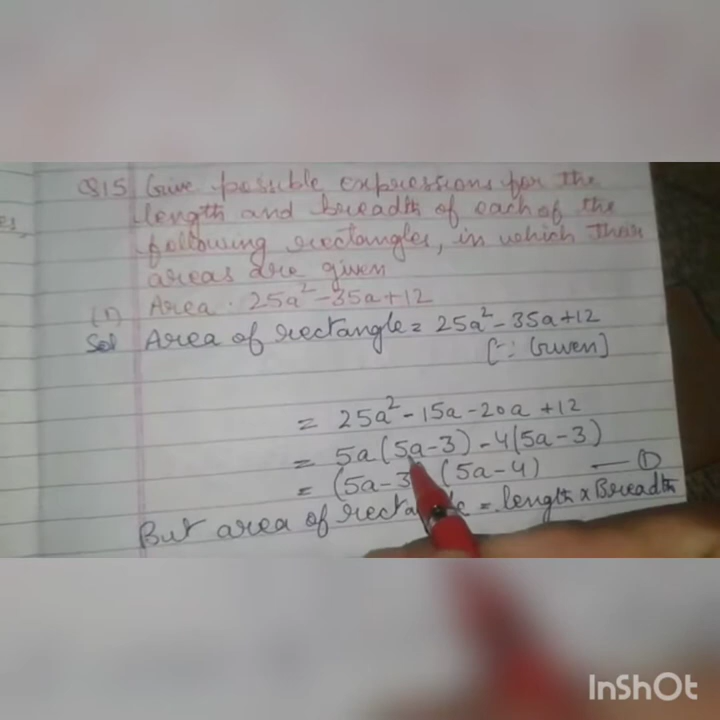 Q15 Give possible expressions for the
length and breadth of each of the
following rectangles, in which their
areas are given
(i) Area : 25a²-35a+12
Sol Area of rectangle = 25a²-35a+12
[∵ Given]
= 25a²-15a-20a+12
= 5a(5a-3)-4(5a-3)
= (5a-3) (5a-4) — ①
But area of rectangle = length x Breadth
InShOt